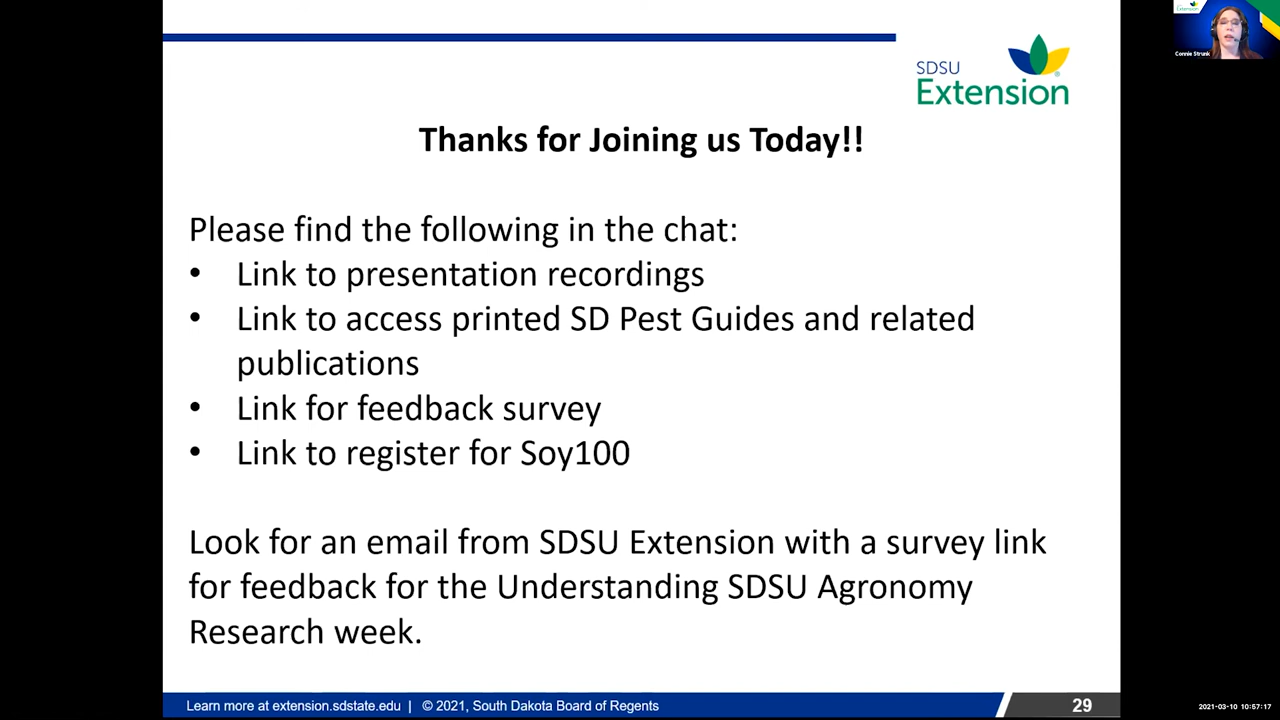 SDSU
Extension
Thanks for Joining us Today!!
Please find the following in the chat:
• Link to presentation recordings
• Link to access printed SD Pest Guides and related
publications
• Link for feedback survey
• Link to register for Soy100
Look for an email from SDSU Extension with a survey link
for feedback for the Understanding SDSU Agronomy
Research week.
Learn more at extension.sdstate.edu | © 2021, South Dakota Board of Regents
29
Extension
Connie Strunk
2021-03-10 10:57:17